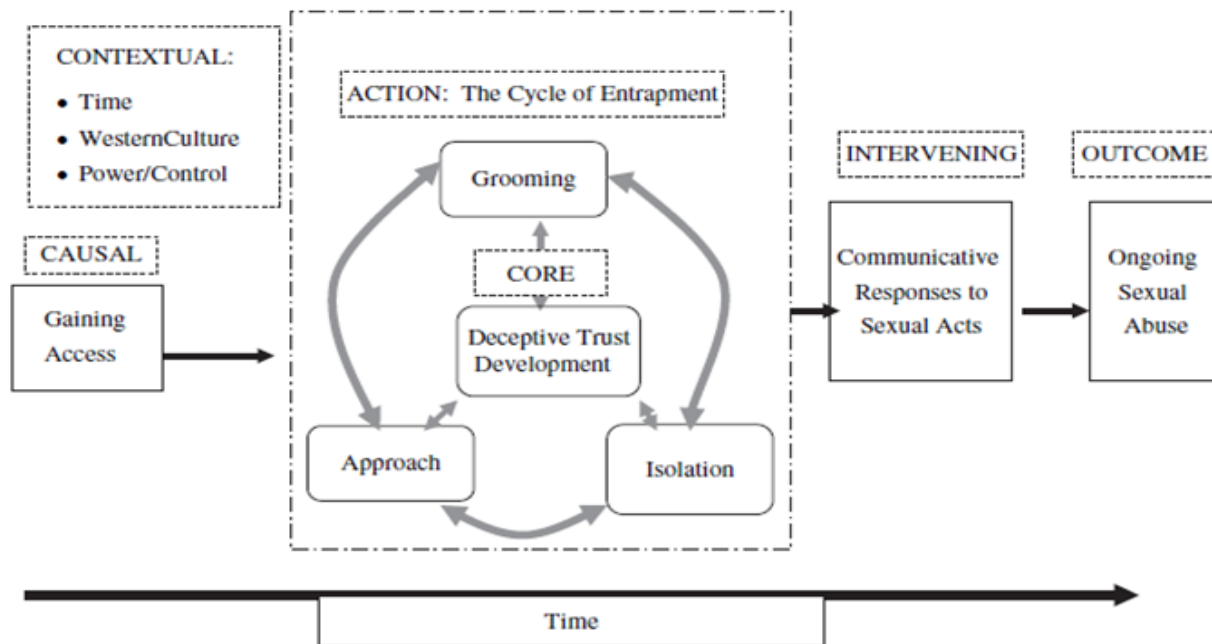 CONTEXTUAL:
• Time
• WesternCulture
• Power/Control
CAUSAL
Gaining
Access
ACTION: The Cycle of Entrapment
Grooming
CORE
Deceptive Trust
Development
Approach
Isolation
INTERVENING
Communicative
Responses to
Sexual Acts
OUTCOME
Ongoing
Sexual
Abuse
Time